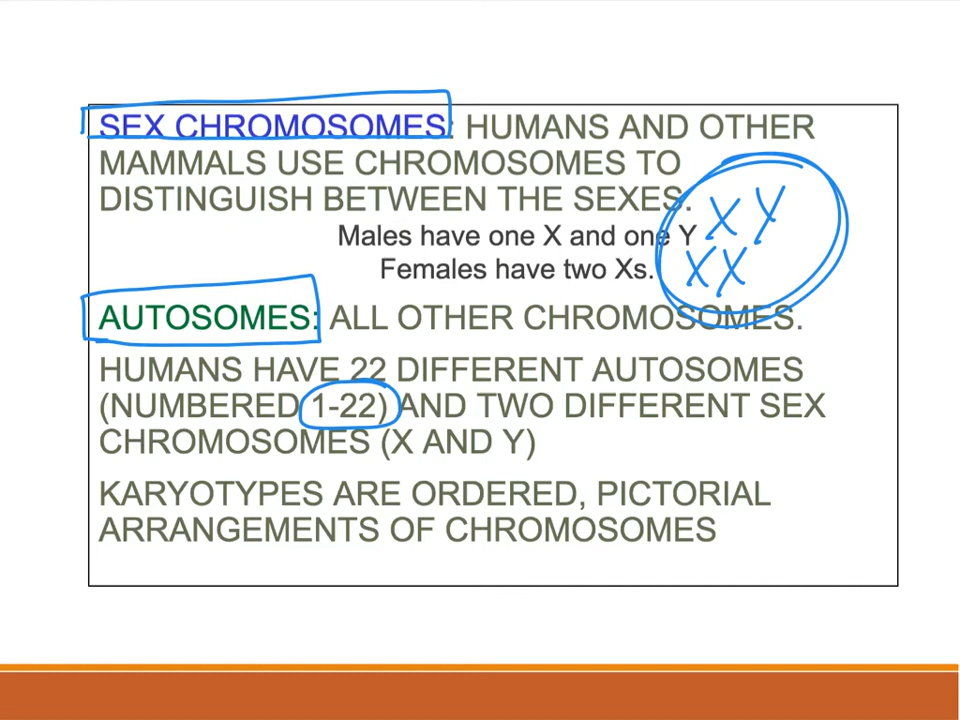 SEX CHROMOSOMES: HUMANS AND OTHER
MAMMALS USE CHROMOSOMES TO
DISTINGUISH BETWEEN THE SEXES.
X Y
Males have one X and one Y
XX
Females have two Xs.
AUTOSOMES: ALL OTHER CHROMOSOMES.
HUMANS HAVE 22 DIFFERENT AUTOSOMES
(NUMBERED 1-22) AND TWO DIFFERENT SEX
CHROMOSOMES (X AND Y)
KARYOTYPES ARE ORDERED, PICTORIAL
ARRANGEMENTS OF CHROMOSOMES